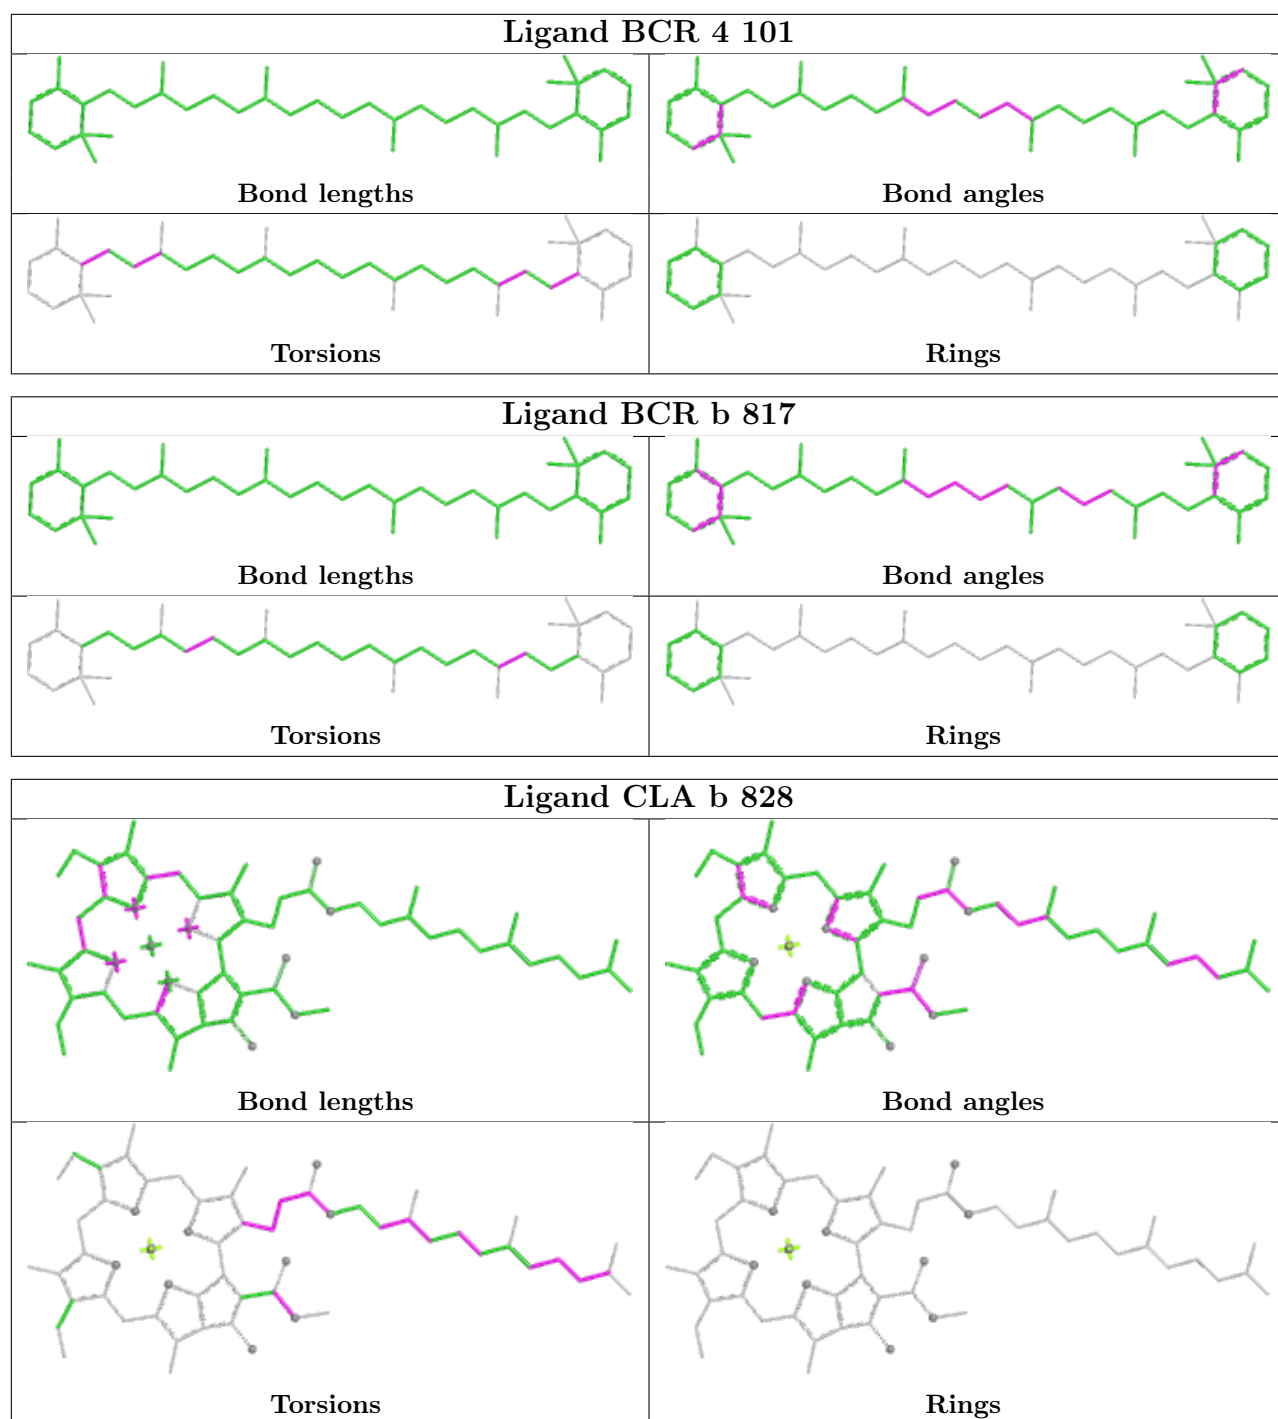 Ligand BCR 4 101
Bond lengths
Bond angles
Torsions
Rings
Ligand BCR b 817
Bond lengths
Bond angles
Torsions
Rings
Ligand CLA b 828
Bond lengths
Bond angles
Torsions
Rings